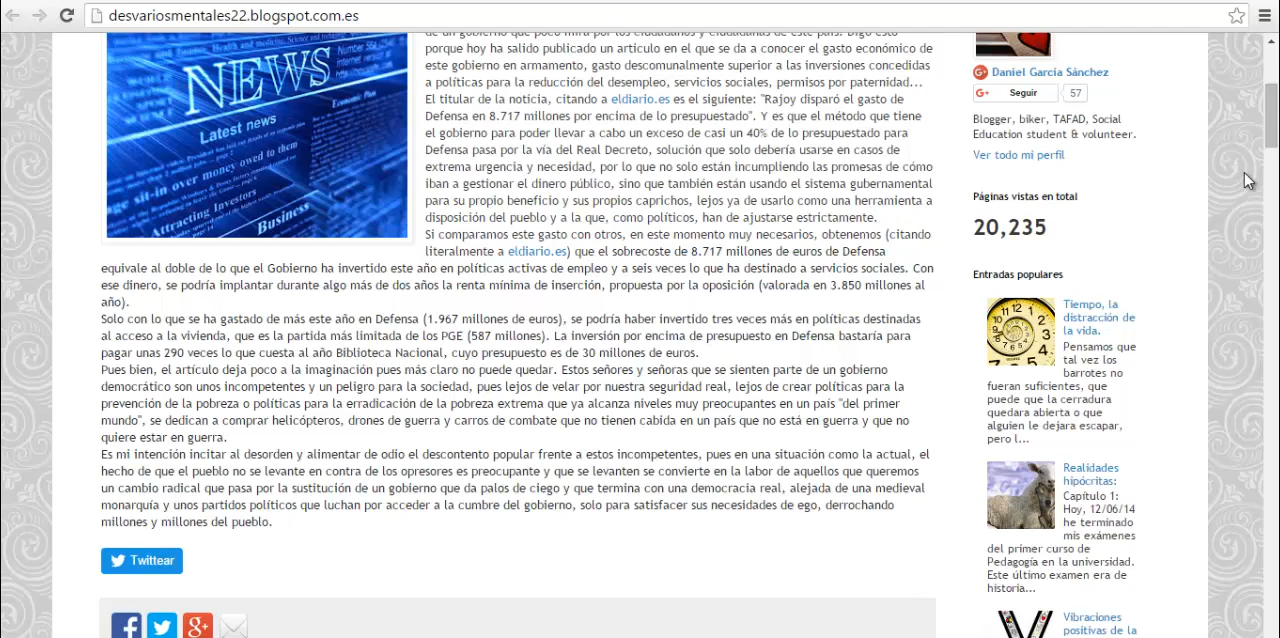 desvariosmentales22.blogspot.com.es
de un gobierno que poco mira por los ciudadanos y ciudadanas de este país. Digo esto
porque hoy ha salido publicado un articulo en el que se da a conocer el gasto económico de
este gobierno en armamento, gasto descomunalmente superior a las inversiones concedidas
a políticas para la reducción del desempleo, servicios sociales, permisos por paternidad...
El titular de la noticia, citando a eldiario.es es el siguiente: "Rajoy disparó el gasto de
Defensa en 8.717 millones por encima de lo presupuestado". Y es que el método que tiene
el gobierno para poder llevar a cabo un exceso de casi un 40% de lo presupuestado para
Defensa pasa por la vía del Real Decreto, solución que solo debería usarse en casos de
extrema urgencia y necesidad, por lo que no solo están incumpliendo las promesas de cómo
iban a gestionar el dinero público, sino que también están usando el sistema gubernamental
para su propio beneficio y sus propios caprichos, lejos ya de usarlo como una herramienta a
disposición del pueblo y a la que, como políticos, han de ajustarse estrictamente.
Si comparamos este gasto con otros, en este momento muy necesarios, obtenemos (citando
literalmente a eldiario.es) que el sobrecoste de 8.717 millones de euros de Defensa
equivale al doble de lo que el Gobierno ha invertido este año en políticas activas de empleo y a seis veces lo que ha destinado a servicios sociales. Con
ese dinero, se podría implantar durante algo más de dos años la renta mínima de inserción, propuesta por la oposición (valorada en 3.850 millones al
año).
Solo con lo que se ha gastado de más este año en Defensa (1.967 millones de euros), se podría haber invertido tres veces más en políticas destinadas
al acceso a la vivienda, que es la partida más limitada de los PGE (587 millones). La inversión por encima de presupuesto en Defensa bastaría para
pagar unas 290 veces lo que cuesta al año Biblioteca Nacional, cuyo presupuesto es de 30 millones de euros.
Pues bien, el artículo deja poco a la imaginación pues más claro no puede quedar. Estos señores y señoras que se sienten parte de un gobierno
democrático son unos incompetentes y un peligro para la sociedad, pues lejos de velar por nuestra seguridad real, lejos de crear políticas para la
prevención de la pobreza o políticas para la erradicación de la pobreza extrema que ya alcanza niveles muy preocupantes en un país "del primer
mundo", se dedican a comprar helicópteros, drones de guerra y carros de combate que no tienen cabida en un país que no está en guerra y que no
quiere estar en guerra.
Es mi intención incitar al desorden y alimentar de odio el descontento popular frente a estos incompetentes, pues en una situación como la actual, el
hecho de que el pueblo no se levante en contra de los opresores es preocupante y que se levanten se convierte en la labor de aquellos que queremos
un cambio radical que pasa por la sustitución de un gobierno que da palos de ciego y que termina con una democracia real, alejada de una medieval
monarquía y unos partidos políticos que luchan por acceder a la cumbre del gobierno, solo para satisfacer sus necesidades de ego, derrochando
millones y millones del pueblo.
Twittear
NEWS
Latest news
owed to them
sit-in over money
Attracting Investors
Business
Economic Plan
Daniel García Sánchez
G+ Seguir 57
Blogger, biker, TAFAD, Social
Education student & volunteer.
Ver todo mi perfil
Páginas vistas en total
20,235
Entradas populares
Tiempo, la
distracción de
la vida.
Pensamos que
tal vez los
barrotes no
fueran suficientes, que
puede que la cerradura
quedara abierta o que
alguien le dejara escapar,
pero l...
Realidades
hipócritas:
Capítulo 1:
Hoy, 12/06/14
he terminado
mis exámenes
del primer curso de
Pedagogía en la universidad.
Este último examen era de
historia...
Vibraciones
positivas de la